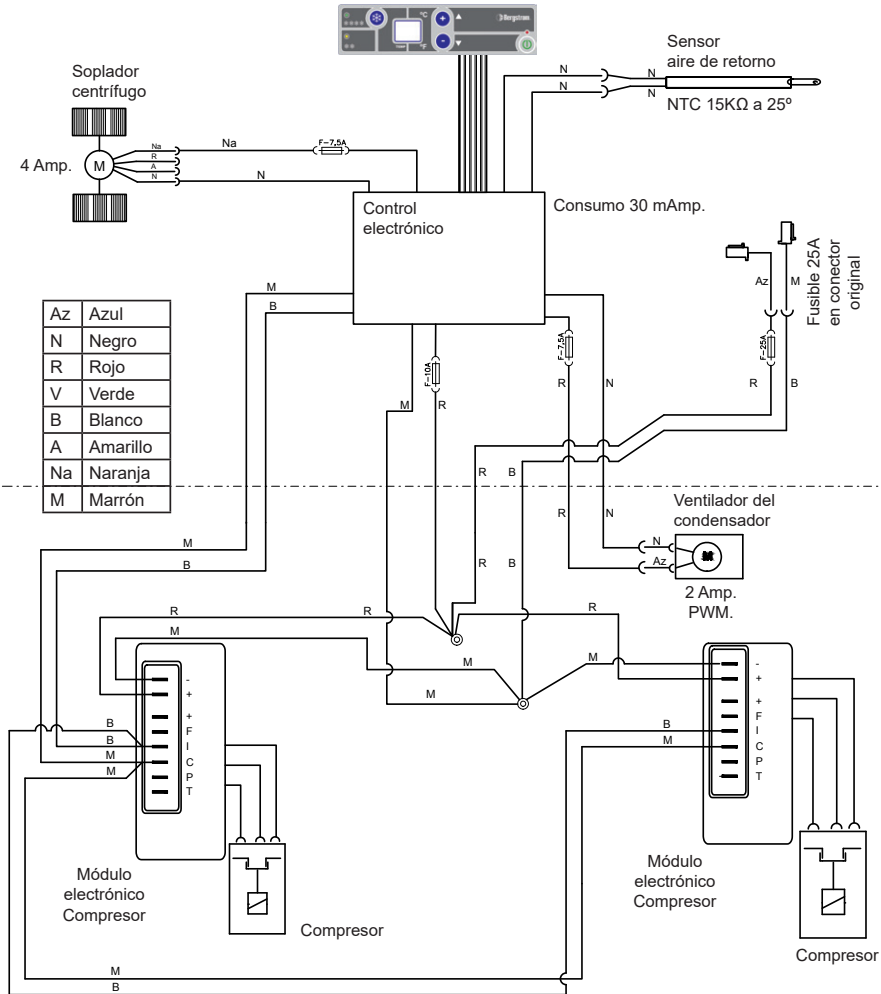 °C
°F
Bergstrom
Sensor
aire de retorno
NTC 15KΩ a 25º
N
N
N
N
Soplador
centrífugo
4 Amp.
M
Na
R
A
N
Na
N
F-7,5A
Control
electrónico
Consumo 30 mAmp.
Fusible 25A
en conector
original
Az
M
F-25A
R
B
M
B
F-10A
M
R
F-7,5A
R
N
Az Azul
N Negro
R Rojo
V Verde
B Blanco
A Amarillo
Na Naranja
M Marrón
R
B
R
N
Ventilador del
condensador
N
Az
M
2 Amp.
PWM.
M
B
R
B
R
R
R
M
M
M
M
-
+
+
F
I
C
P
T
B
B
M
M
-
+
+
F
I
C
P
T
B
M
Módulo
electrónico
Compresor
Compresor
Módulo
electrónico
Compresor
Compresor
M
B